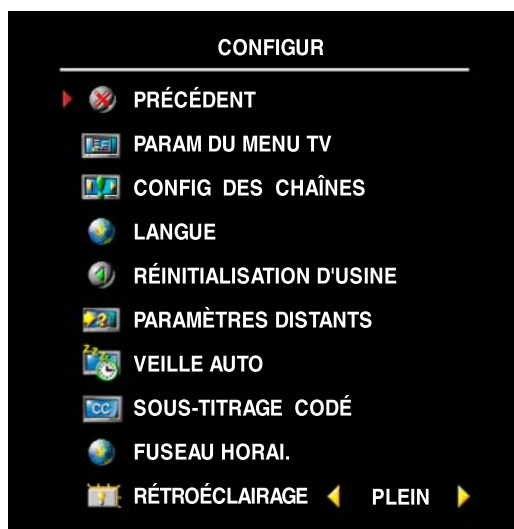 CONFIGUR
PRÉCÉDENT
PARAM DU MENU TV
CONFIG DES CHAÎNES
LANGUE
RÉINITIALISATION D'USINE
PARAMÈTRES DISTANTS
VEILLE AUTO
CC SOUS-TITRAGE CODÉ
FUSEAU HORAI.
RÉTROÉCLAIRAGE PLEIN